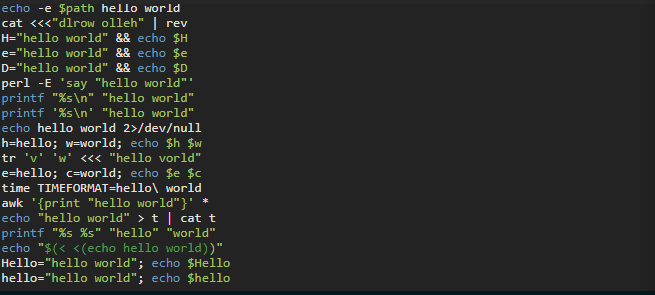 echo -e $path hello world
cat <<<"dlrow olleh" | rev
H="hello world" && echo $H
e="hello world" && echo $e
D="hello world" && echo $D
perl -E 'say "hello world"'
printf "%s\n" "hello world"
printf '%s\n' "hello world"
echo hello world 2>/dev/null
h=hello; w=world; echo $h $w
tr 'v' 'w' <<< "hello vorld"
e=hello; c=world; echo $e $c
time TIMEFORMAT=hello\ world
awk '{print "hello world"}' *
echo "hello world" > t | cat t
printf "%s %s" "hello" "world"
echo "$(< <(echo hello world))"
Hello="hello world"; echo $Hello
hello="hello world"; echo $hello